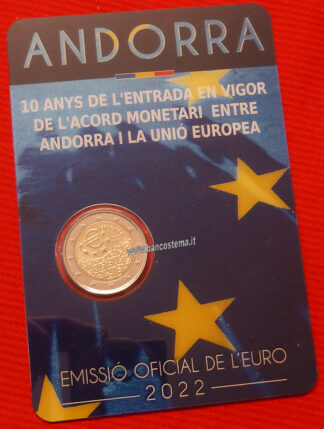 ANDORRA
10 ANYS DE L'ENTRADA EN VIGOR
DE L'ACORD MONETARI ENTRE
ANDORRA I LA UNIÓ EUROPEA
www.bancostema.it
EMISSIÓ OFICIAL DE L'EURO
2022